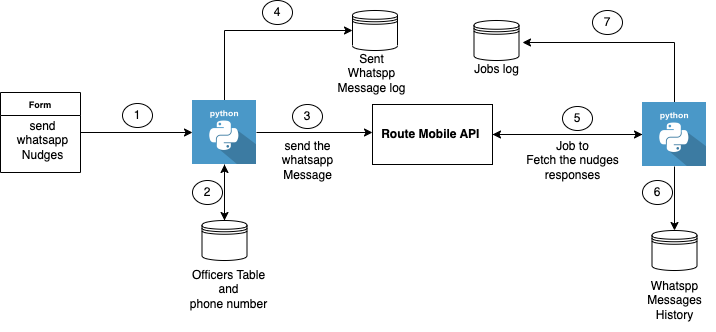 4
7
Sent
Whatspp
Message log
Jobs log
Form
send
whatsapp
Nudges
1
python
3
send the
whatsapp
Message
Route Mobile API
5
Job to
Fetch the nudges
responses
python
2
6
Officers Table
and
phone number
Whatspp
Messages
History